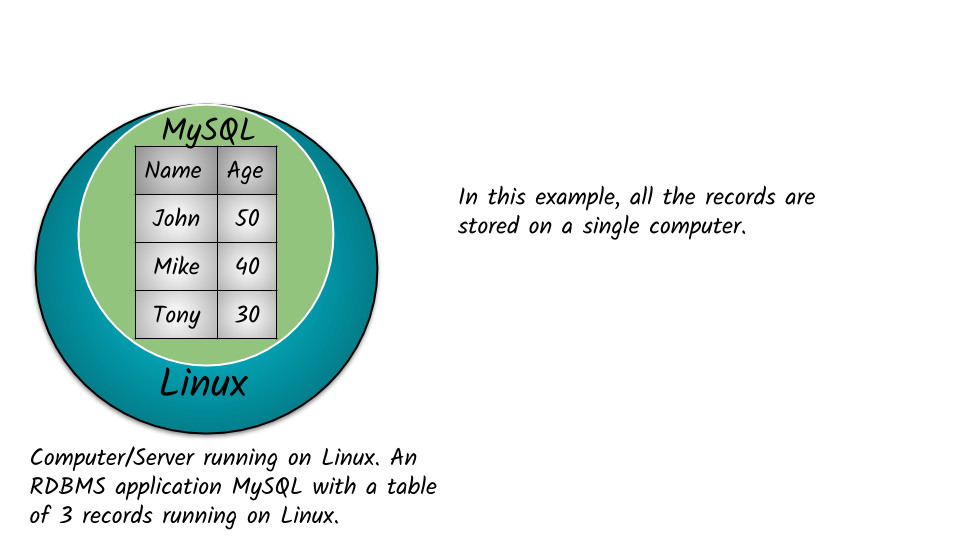 MySQL
Name Age
John 50
Mike 40
Tony 30
Linux
In this example, all the records are
stored on a single computer.
Computer/Server running on Linux. An
RDBMS application MySQL with a table
of 3 records running on Linux.